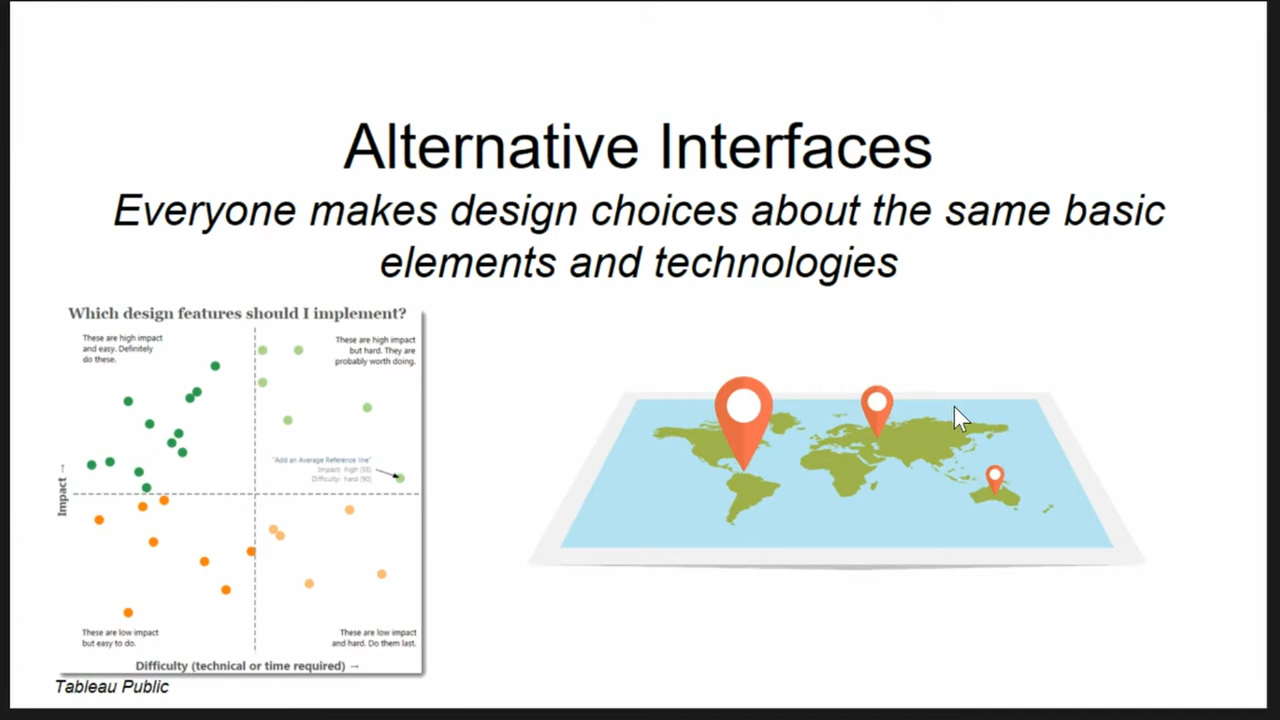 Alternative Interfaces
Everyone makes design choices about the same basic
elements and technologies
Which design features should I implement?
These are high impact
and easy. Definitely
do these.
These are high impact
but hard. They are
probably worth doing.
"Add an Average Reference line"
Impact: high (55)
Difficulty: hard (90)
Impact →
These are low impact
but easy to do.
These are low impact
and hard. Do them last.
Difficulty (technical or time required) →
Tableau Public